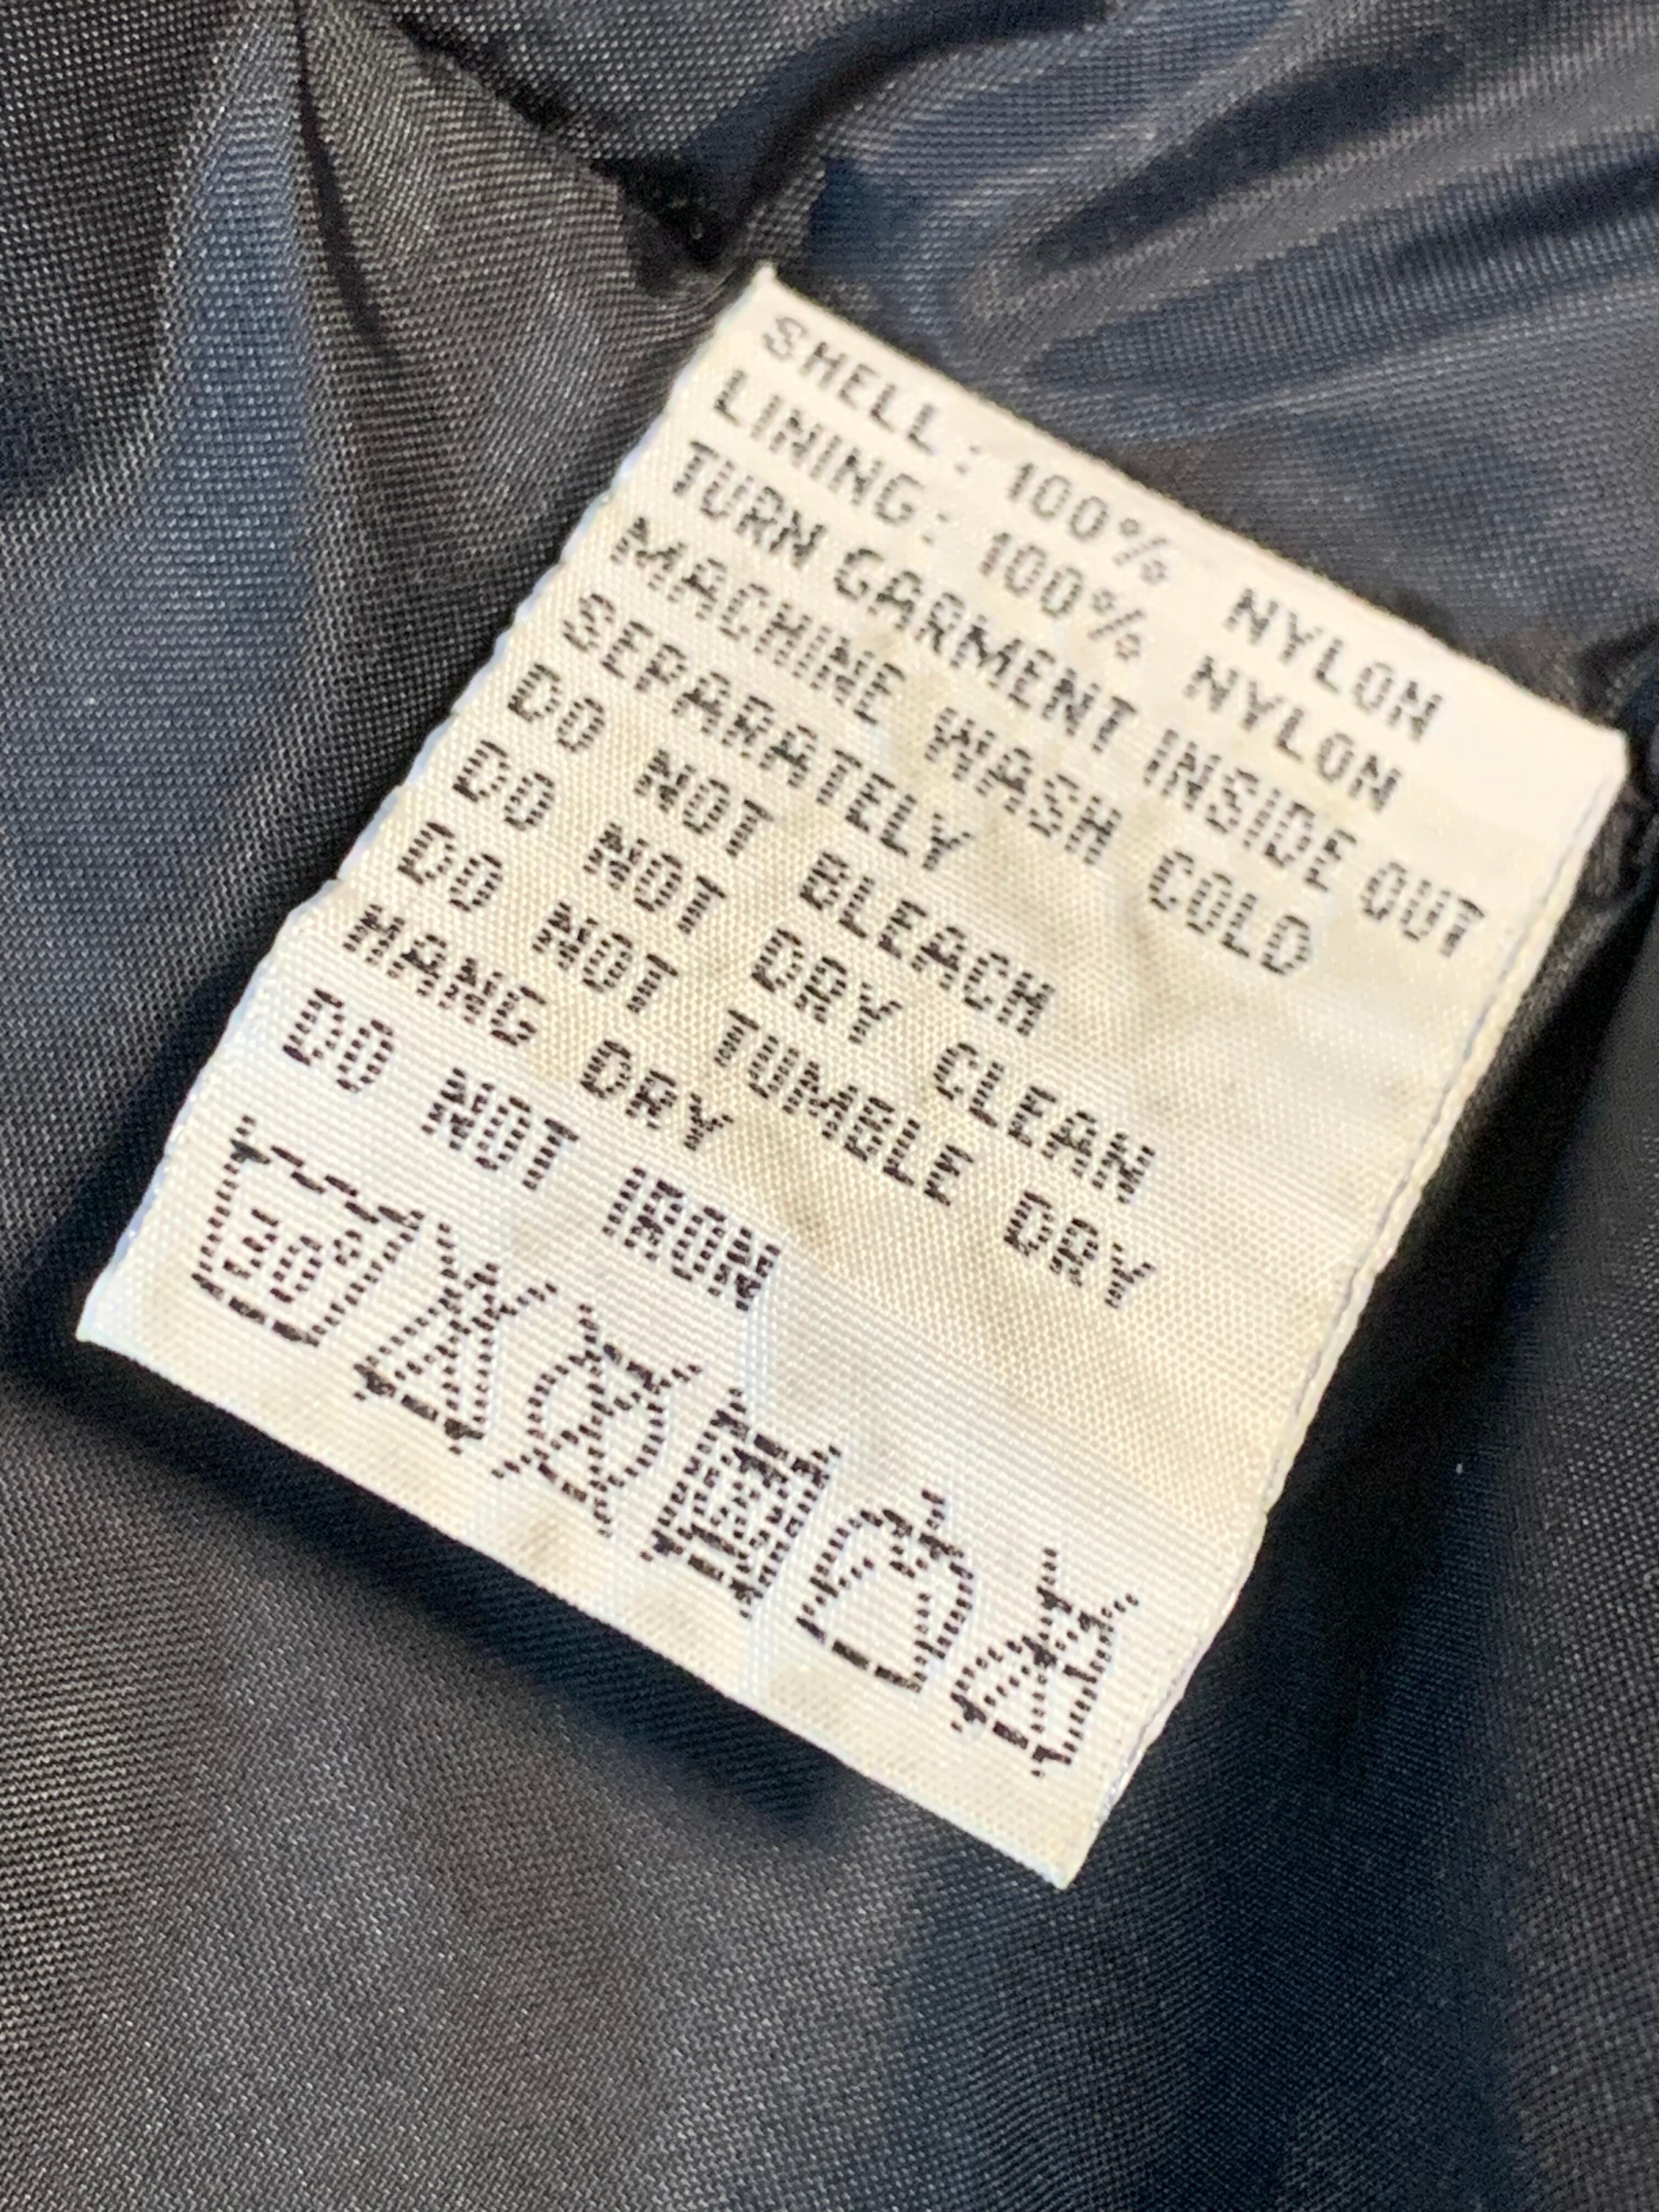 SHELL: 100% NYLON
LINING: 100% NYLON
TURN GARMENT INSIDE OUT
MACHINE WASH COLD
SEPARATELY
DO NOT BLEACH
DO NOT DRY CLEAN
DO NOT TUMBLE DRY
HANG DRY
DO NOT IRON
30°